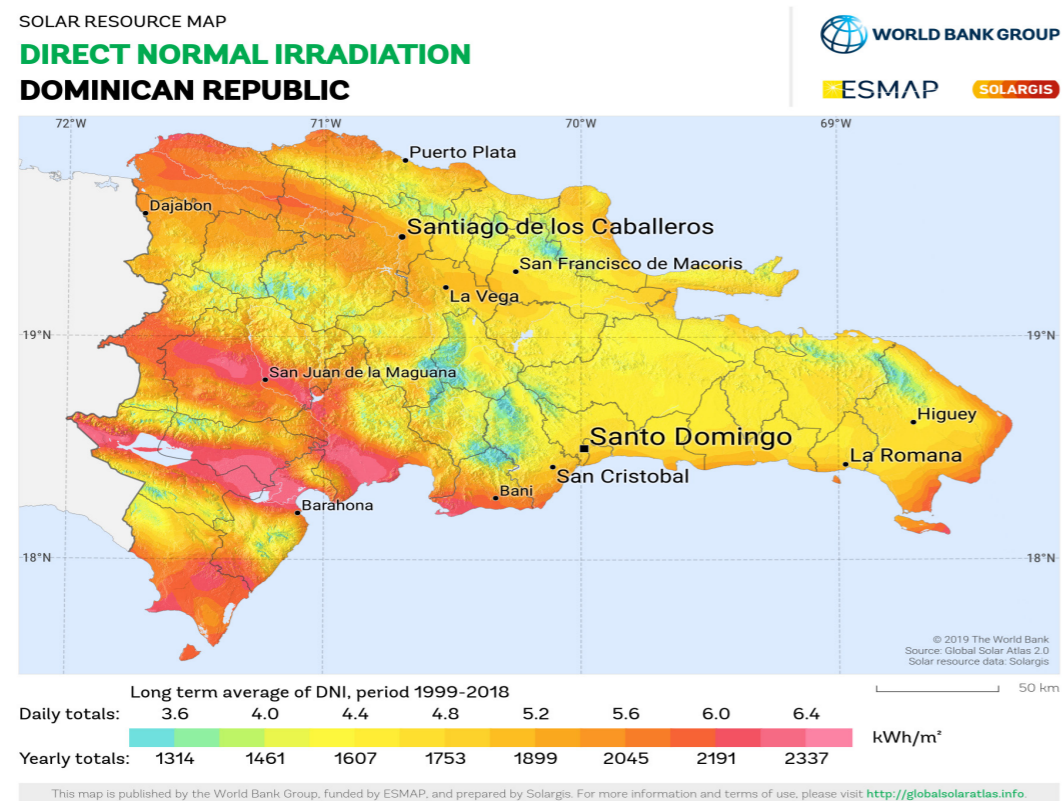 SOLAR RESOURCE MAP
DIRECT NORMAL IRRADIATION
DOMINICAN REPUBLIC
WORLD BANK GROUP
ESMAP
SOLARGIS
72°W 71°W 70°W 69°W
Puerto Plata
Dajabon
Santiago de los Caballeros
San Francisco de Macoris
La Vega
19°N 19°N
San Juan de la Maguana
Higuey
Santo Domingo
La Romana
San Cristobal
Bani
Barahona
18°N 18°N
© 2019 The World Bank
Source: Global Solar Atlas 2.0
Solar resource data: Solargis
Long term average of DNI, period 1999-2018
50 km
Daily totals: 3.6 4.0 4.4 4.8 5.2 5.6 6.0 6.4
kWh/m²
Yearly totals: 1314 1461 1607 1753 1899 2045 2191 2337
This map is published by the World Bank Group, funded by ESMAP, and prepared by Solargis. For more information and terms of use, please visit http://globalsolaratlas.info.